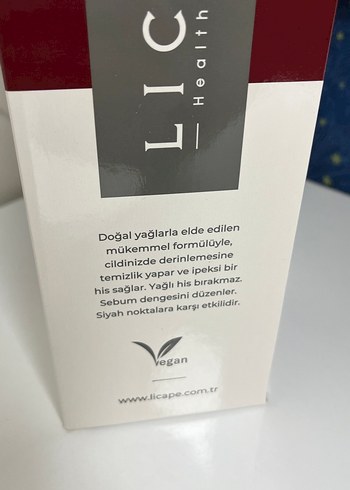 LIC
Health
Doğal yağlarla elde edilen
mükemmel formülüyle,
cildinizde derinlemesine
temizlik yapar ve ipeksi bir
his sağlar. Yağlı his bırakmaz.
Sebum dengesini düzenler.
Siyah noktalara karşı etkilidir.
Vegan
www.licape.com.tr